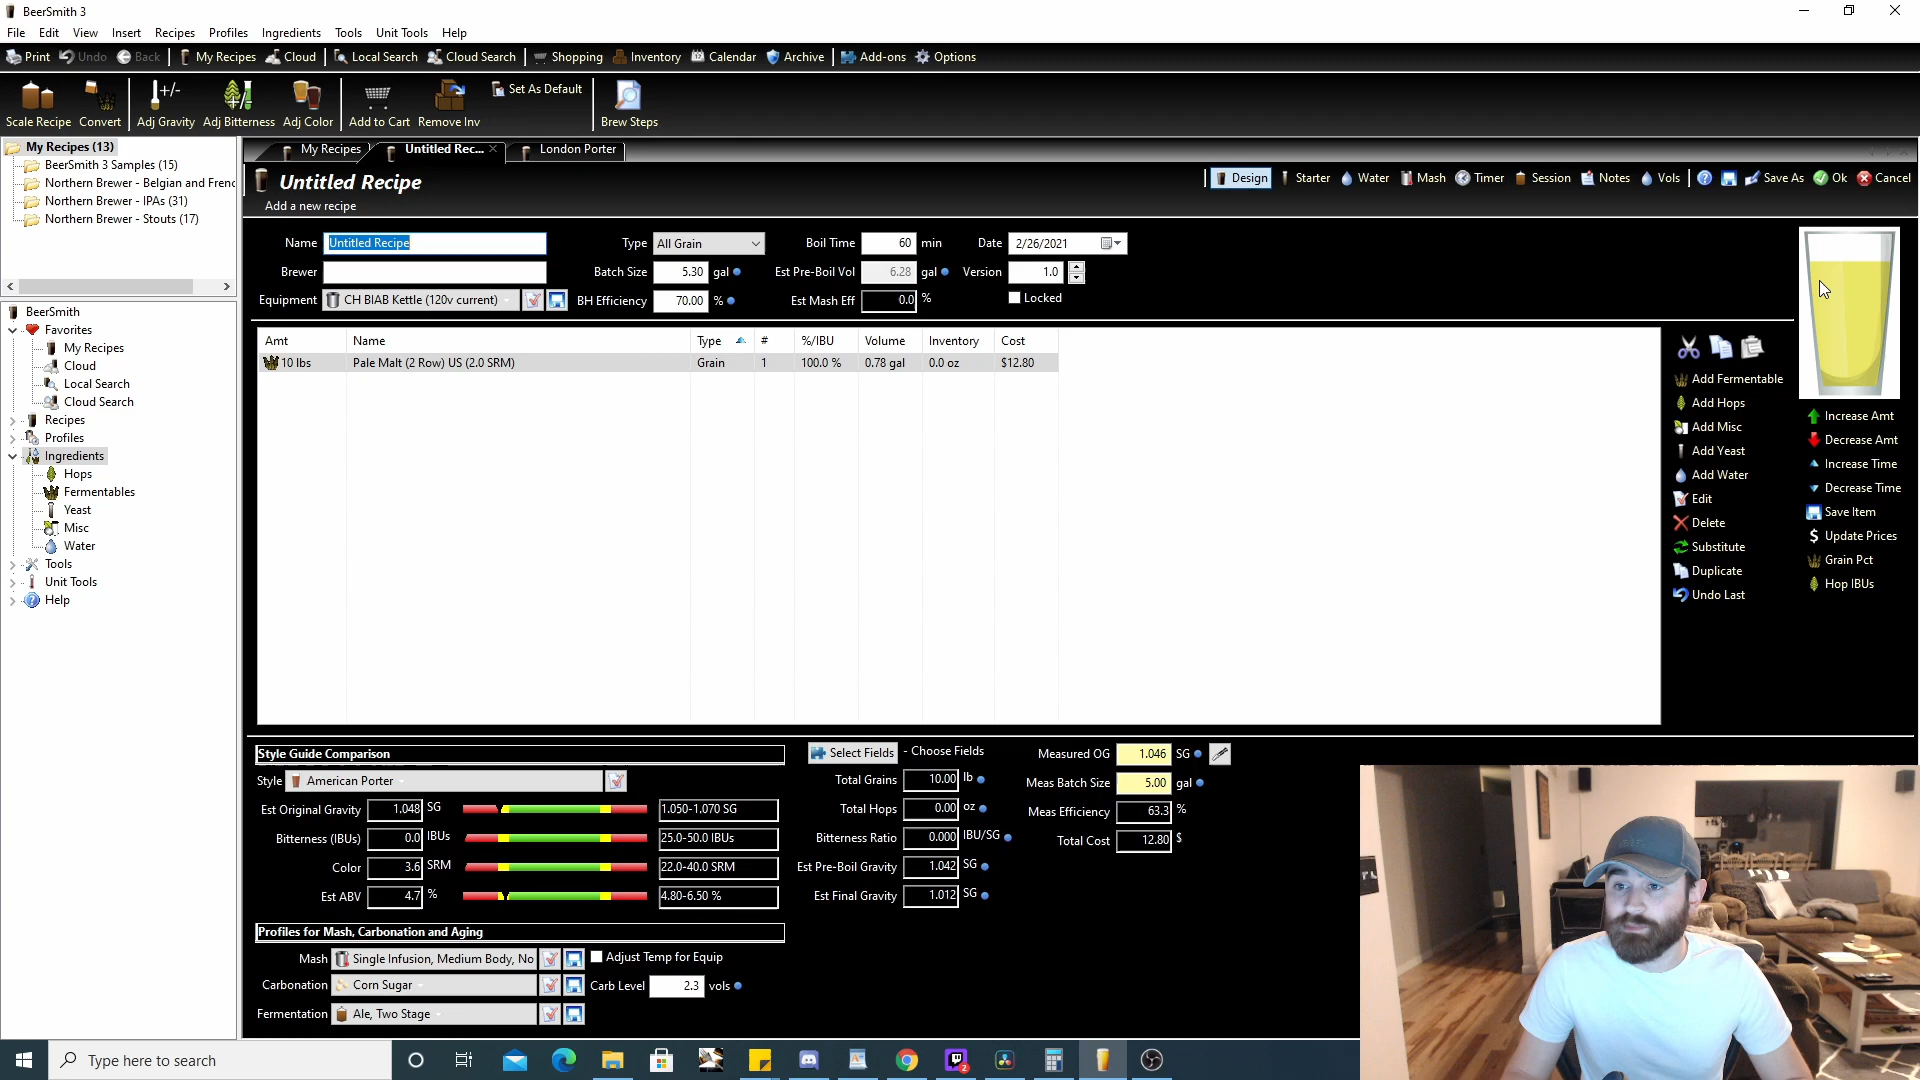 BeerSmith 3
File Edit View Insert Recipes Profiles Ingredients Tools Unit Tools Help
Print Undo Back My Recipes Cloud Local Search Cloud Search Shopping Inventory Calendar Archive Add-ons Options
Scale Recipe Convert Adj Gravity Adj Bitterness Adj Color Add to Cart Remove Inv Set As Default Brew Steps
My Recipes (13)
BeerSmith 3 Samples (15)
Northern Brewer - Belgian and Frenc
Northern Brewer - IPAs (31)
Northern Brewer - Stouts (17)
BeerSmith
Favorites
My Recipes
Cloud
Local Search
Cloud Search
Recipes
Profiles
Ingredients
Hops
Fermentables
Yeast
Misc
Water
Tools
Unit Tools
Help
My Recipes Untitled Rec... London Porter
Untitled Recipe
Add a new recipe
Design Starter Water Mash Timer Session Notes Vols Save As Ok Cancel
Name Untitled Recipe Type All Grain Boil Time 60 min Date 2/26/2021
Brewer Batch Size 5.30 gal Est Pre-Boil Vol 6.28 gal Version 1.0
Equipment CH BIAB Kettle (120v current) BH Efficiency 70.00 % Est Mash Eff 0.0 % Locked
Amt Name Type # %/IBU Volume Inventory Cost
10 lbs Pale Malt (2 Row) US (2.0 SRM) Grain 1 100.0 % 0.78 gal 0.0 oz $12.80
Add Fermentable
Add Hops
Add Misc
Add Yeast
Add Water
Edit
Delete
Substitute
Duplicate
Undo Last
Increase Amt
Decrease Amt
Increase Time
Decrease Time
Save Item
$ Update Prices
Grain Pct
Hop IBUs
Style Guide Comparison
Style American Porter
Est Original Gravity 1.048 SG 1.050-1.070 SG
Bitterness (IBUs) 0.0 IBUs 25.0-50.0 IBUs
Color 3.6 SRM 22.0-40.0 SRM
Est ABV 4.7 % 4.80-6.50 %
Select Fields - Choose Fields
Total Grains 10.00 lb
Total Hops 0.00 oz
Bitterness Ratio 0.000 IBU/SG
Est Pre-Boil Gravity 1.042 SG
Est Final Gravity 1.012 SG
Measured OG 1.046 SG
Meas Batch Size 5.00 gal
Meas Efficiency 63.3 %
Total Cost 12.80 $
Profiles for Mash, Carbonation and Aging
Mash Single Infusion, Medium Body, No Adjust Temp for Equip
Carbonation Corn Sugar Carb Level 2.3 vols
Fermentation Ale, Two Stage
Type here to search
2